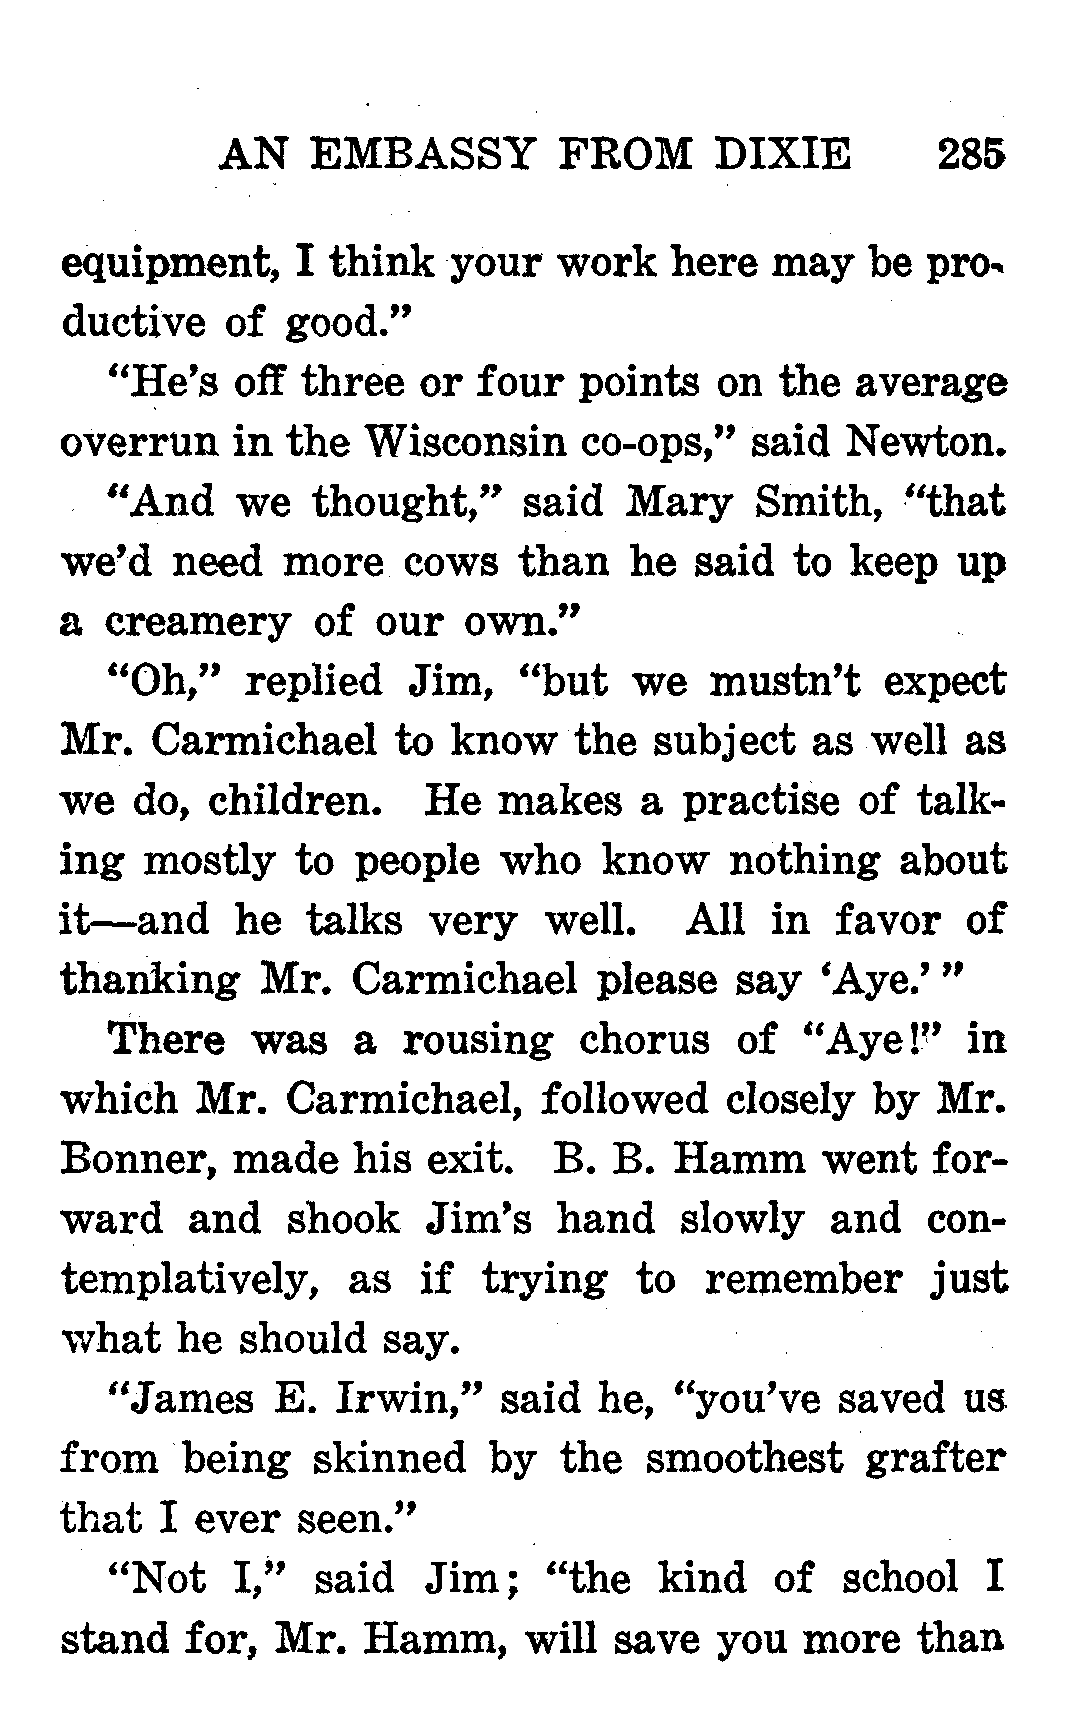 AN EMBASSY FROM DIXIE 285
equipment, I think your work here may be pro-
ductive of good.”
“He’s off three or four points on the average
overrun in the Wisconsin co-ops,” said Newton.
“And we thought,” said Mary Smith, “that
we’d need more cows than he said to keep up
a creamery of our own.”
“Oh,” replied Jim, “but we mustn’t expect
Mr. Carmichael to know the subject as well as
we do, children. He makes a practise of talk-
ing mostly to people who know nothing about
it—and he talks very well. All in favor of
thanking Mr. Carmichael please say ‘Aye.’ ”
There was a rousing chorus of “Aye!” in
which Mr. Carmichael, followed closely by Mr.
Bonner, made his exit. B. B. Hamm went for-
ward and shook Jim’s hand slowly and con-
templatively, as if trying to remember just
what he should say.
“James E. Irwin,” said he, “you’ve saved us
from being skinned by the smoothest grafter
that I ever seen.”
“Not I,” said Jim; “the kind of school I
stand for, Mr. Hamm, will save you more than